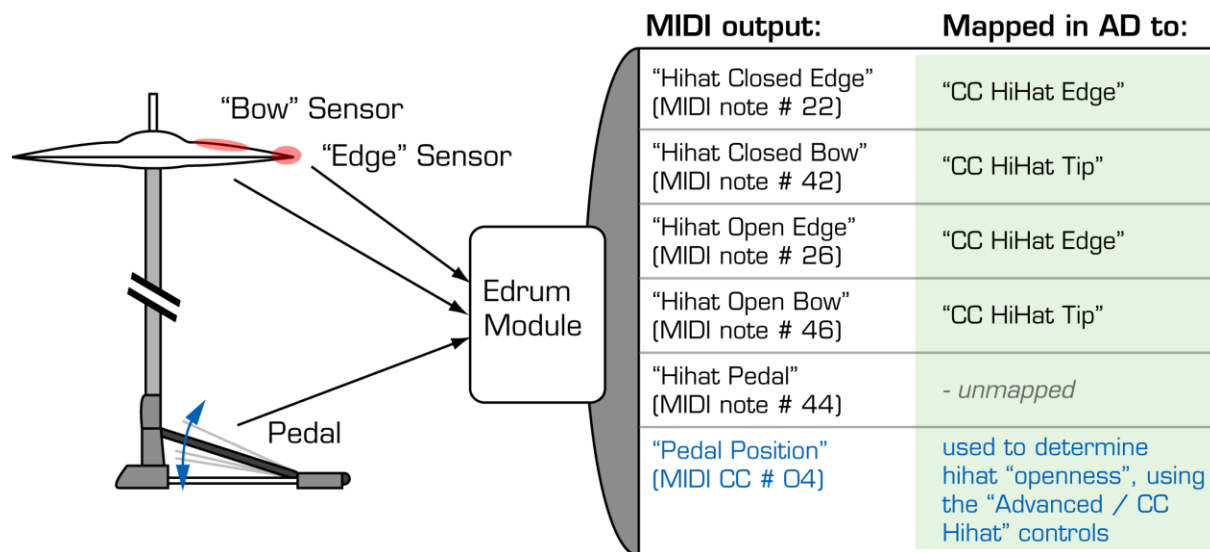 MIDI output:
Mapped in AD to:
“Bow” Sensor
“Edge” Sensor
Edrum
Module
Pedal
“Hihat Closed Edge”
(MIDI note # 22)
“CC HiHat Edge”
“Hihat Closed Bow”
(MIDI note # 42)
“CC HiHat Tip”
“Hihat Open Edge”
(MIDI note # 26)
“CC HiHat Edge”
“Hihat Open Bow”
(MIDI note # 46)
“CC HiHat Tip”
“Hihat Pedal”
(MIDI note # 44)
- unmapped
“Pedal Position”
(MIDI CC # 04)
used to determine
hihat “openness”, using
the “Advanced / CC
Hihat” controls